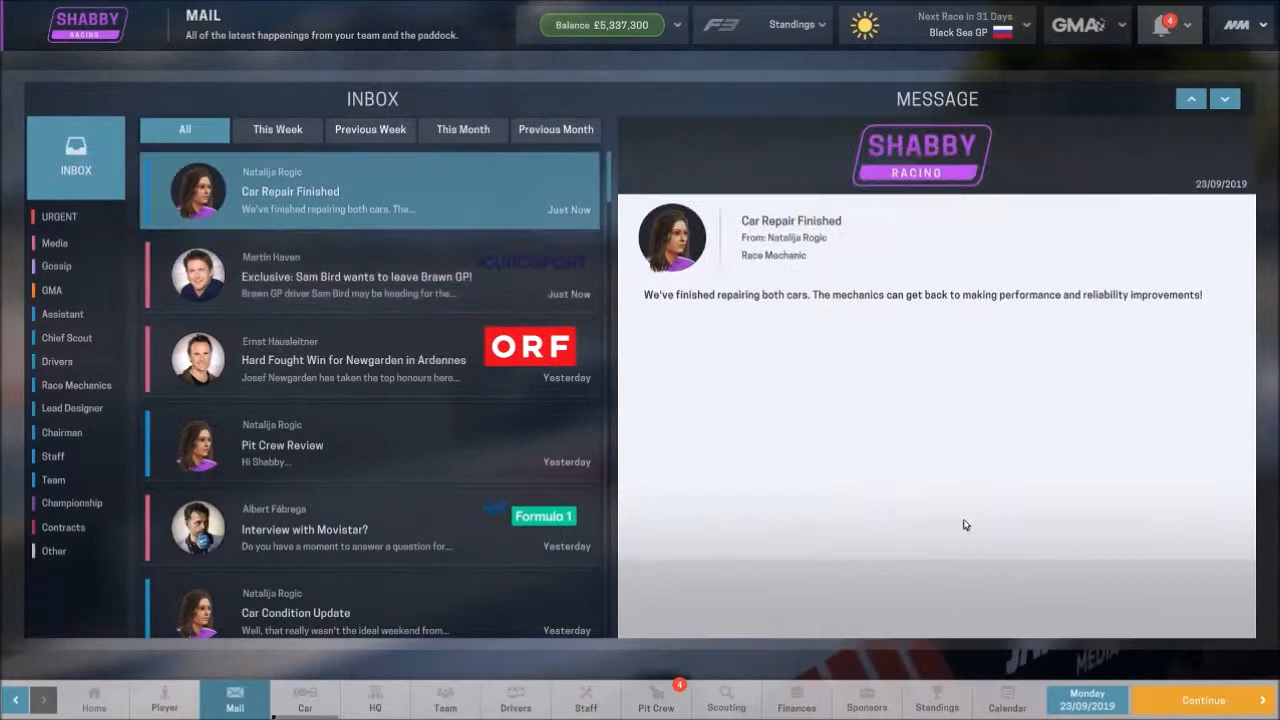 SHABBY
RACING
MAIL
All of the latest happenings from your team and the paddock.
Balance £5,337,300
F3
Standings
Next Race in 31 Days
Black Sea GP
GMA
4
INBOX
MESSAGE
INBOX
URGENT
Media
Gossip
GMA
Assistant
Chief Scout
Drivers
Race Mechanics
Lead Designer
Chairman
Staff
Team
Championship
Contracts
Other
All
This Week
Previous Week
This Month
Previous Month
Natalija Rogic
Car Repair Finished
We've finished repairing both cars. The...
Just Now
Martin Haven
Exclusive: Sam Bird wants to leave Brawn GP!
Brawn GP driver Sam Bird may be heading for the...
EUROSPORT
Just Now
Ernst Hausleitner
Hard Fought Win for Newgarden in Ardennes
Josef Newgarden has taken the top honours here...
ORF
Yesterday
Natalija Rogic
Pit Crew Review
Hi Shabby...
Yesterday
Albert Fábrega
Interview with Movistar?
Do you have a moment to answer a question for...
Formula 1
Yesterday
Natalija Rogic
Car Condition Update
Well, that really wasn't the ideal weekend from...
Yesterday
SHABBY
RACING
23/09/2019
Car Repair Finished
From: Natalija Rogic
Race Mechanic
We've finished repairing both cars. The mechanics can get back to making performance and reliability improvements!
MEDIA
Home
Player
Mail
Car
HQ
Team
Drivers
Staff
4
Pit Crew
Scouting
Finances
Sponsors
Standings
Calendar
Monday
23/09/2019
Continue